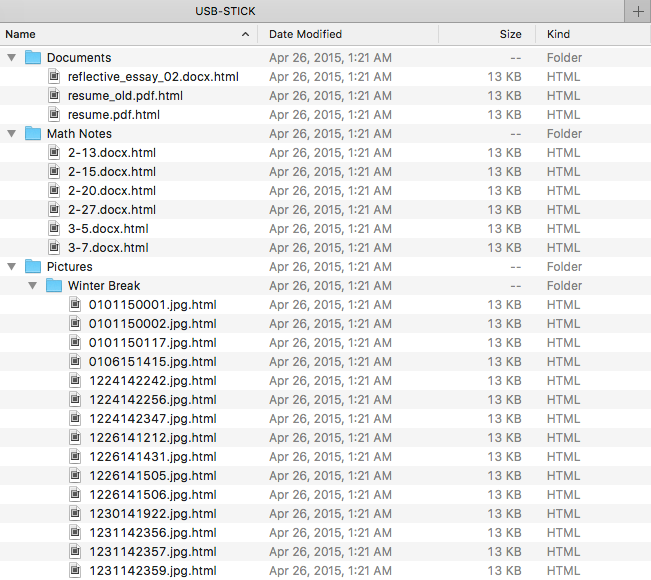 USB-STICK
Name Date Modified Size Kind
Documents Apr 26, 2015, 1:21 AM -- Folder
reflective_essay_02.docx.html Apr 26, 2015, 1:21 AM 13 KB HTML
resume_old.pdf.html Apr 26, 2015, 1:21 AM 13 KB HTML
resume.pdf.html Apr 26, 2015, 1:21 AM 13 KB HTML
Math Notes Apr 26, 2015, 1:21 AM -- Folder
2-13.docx.html Apr 26, 2015, 1:21 AM 13 KB HTML
2-15.docx.html Apr 26, 2015, 1:21 AM 13 KB HTML
2-20.docx.html Apr 26, 2015, 1:21 AM 13 KB HTML
2-27.docx.html Apr 26, 2015, 1:21 AM 13 KB HTML
3-5.docx.html Apr 26, 2015, 1:21 AM 13 KB HTML
3-7.docx.html Apr 26, 2015, 1:21 AM 13 KB HTML
Pictures Apr 26, 2015, 1:21 AM -- Folder
Winter Break Apr 26, 2015, 1:21 AM -- Folder
0101150001.jpg.html Apr 26, 2015, 1:21 AM 13 KB HTML
0101150002.jpg.html Apr 26, 2015, 1:21 AM 13 KB HTML
0101150117.jpg.html Apr 26, 2015, 1:21 AM 13 KB HTML
0106151415.jpg.html Apr 26, 2015, 1:21 AM 13 KB HTML
1224142242.jpg.html Apr 26, 2015, 1:21 AM 13 KB HTML
1224142256.jpg.html Apr 26, 2015, 1:21 AM 13 KB HTML
1224142347.jpg.html Apr 26, 2015, 1:21 AM 13 KB HTML
1226141212.jpg.html Apr 26, 2015, 1:21 AM 13 KB HTML
1226141431.jpg.html Apr 26, 2015, 1:21 AM 13 KB HTML
1226141505.jpg.html Apr 26, 2015, 1:21 AM 13 KB HTML
1226141506.jpg.html Apr 26, 2015, 1:21 AM 13 KB HTML
1230141922.jpg.html Apr 26, 2015, 1:21 AM 13 KB HTML
1231142356.jpg.html Apr 26, 2015, 1:21 AM 13 KB HTML
1231142357.jpg.html Apr 26, 2015, 1:21 AM 13 KB HTML
1231142359.jpg.html Apr 26, 2015, 1:21 AM 13 KB HTML